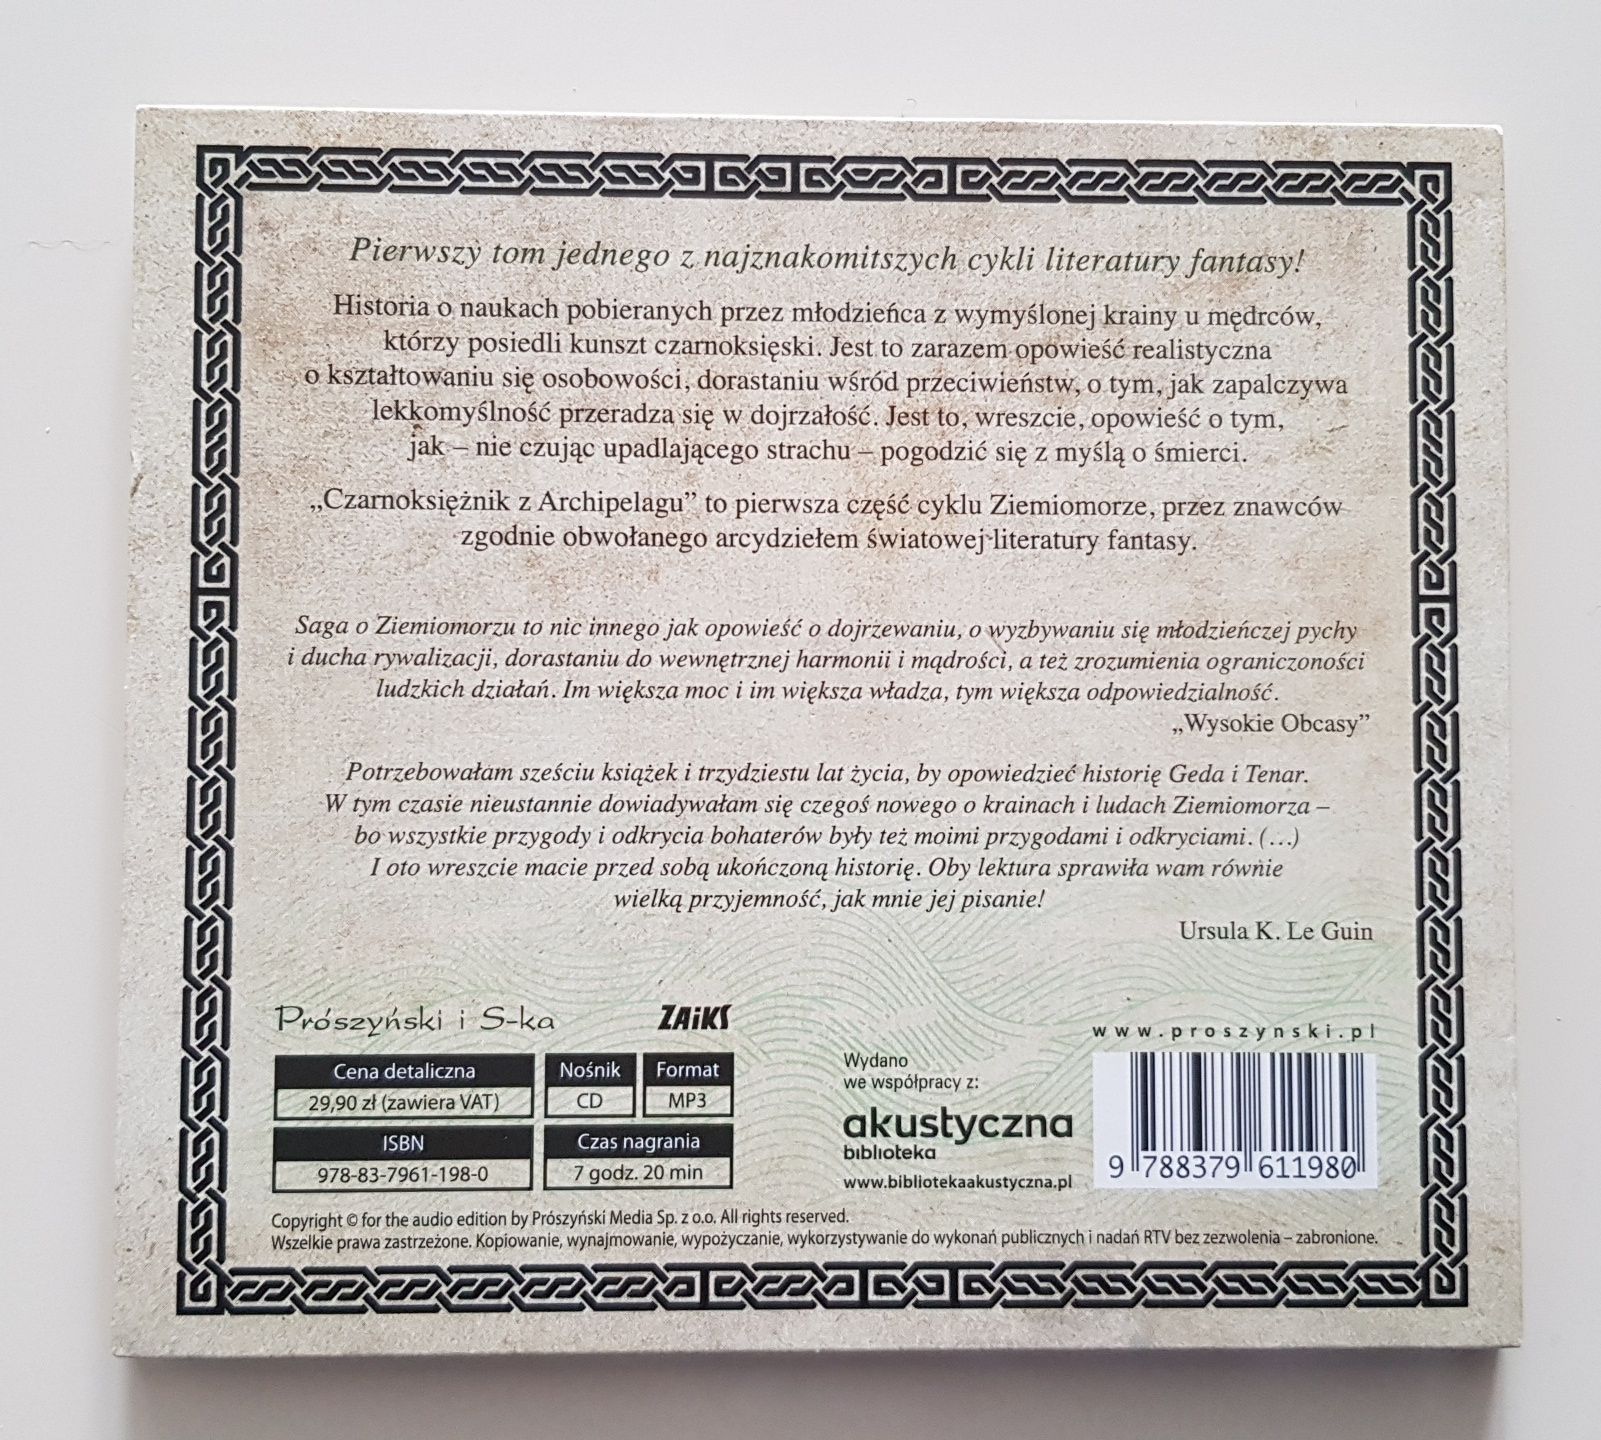 Pierwszy tom jednego z najznakomitszych cykli literatury fantasy!
Historia o naukach pobieranych przez młodzieńca z wymyślonej krainy u mędrców,
którzy posiedli kunszt czarnoksięski. Jest to zarazem opowieść realistyczna
o kształtowaniu się osobowości, dorastaniu wśród przeciwieństw, o tym, jak zapalczywa
lekkomyślność przeradza się w dojrzałość. Jest to, wreszcie, opowieść o tym,
jak – nie czując upadlającego strachu – pogodzić się z myślą o śmierci.
„Czarnoksiężnik z Archipelagu” to pierwsza część cyklu Ziemiomorze, przez znawców
zgodnie obwołanego arcydziełem światowej literatury fantasy.
Saga o Ziemiomorzu to nic innego jak opowieść o dojrzewaniu, o wyzbywaniu się młodzieńczej pychy
i ducha rywalizacji, dorastaniu do wewnętrznej harmonii i mądrości, a też zrozumienia ograniczoności
ludzkich działań. Im większa moc i im większa władza, tym większa odpowiedzialność.
„Wysokie Obcasy”
Potrzebowałam sześciu książek i trzydziestu lat życia, by opowiedzieć historię Geda i Tenar.
W tym czasie nieustannie dowiadywałam się czegoś nowego o krainach i ludach Ziemiomorza –
bo wszystkie przygody i odkrycia bohaterów były też moimi przygodami i odkryciami. (…)
I oto wreszcie macie przed sobą ukończoną historię. Oby lektura sprawiła wam równie
wielką przyjemność, jak mnie jej pisanie!
Ursula K. Le Guin
Prószyński i S-ka
ZAiKS
www.proszynski.pl
Cena detaliczna
29,90 zł (zawiera VAT)
Nośnik
CD
Format
MP3
ISBN
978-83-7961-198-0
Czas nagrania
7 godz. 20 min
Wydano
we współpracy z:
akustyczna
biblioteka
www.bibliotekaakustyczna.pl
9 788379 611980
Copyright © for the audio edition by Prószyński Media Sp. z o.o. All rights reserved.
Wszelkie prawa zastrzeżone. Kopiowanie, wynajmowanie, wypożyczanie, wykorzystywanie do wykonań publicznych i nadań RTV bez zezwolenia – zabronione.